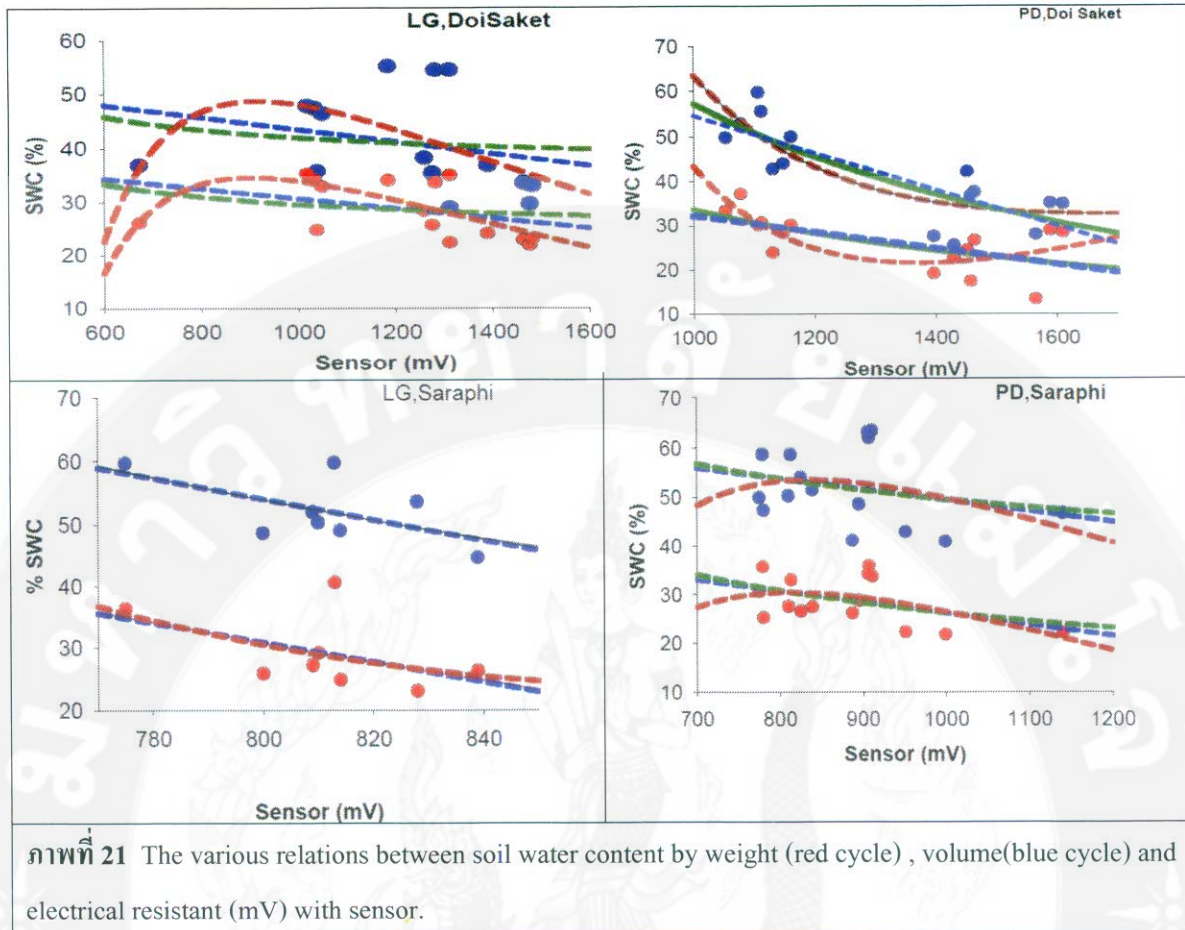 LG,DoiSaket
SWC (%)
60
50
40
30
20
10
600 800 1000 1200 1400 1600
Sensor (mV)
PD,Doi Saket
SWC (%)
70
60
50
40
30
20
10
1000 1200 1400 1600
Sensor (mV)
LG,Saraphi
% SWC
70
60
50
40
30
20
780 800 820 840
Sensor (mV)
PD,Saraphi
SWC (%)
70
60
50
40
30
20
10
700 800 900 1000 1100 1200
Sensor (mV)
ภาพที่ 21 The various relations between soil water content by weight (red cycle) , volume(blue cycle) and
electrical resistant (mV) with sensor.